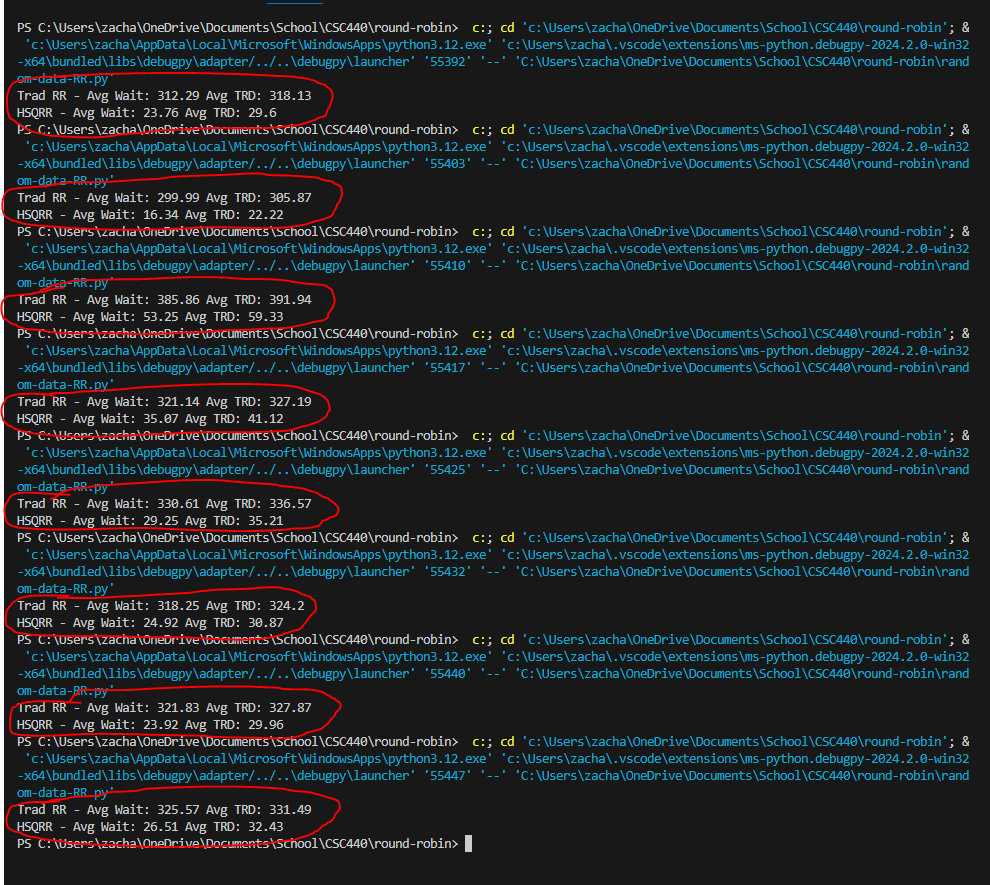 PS C:\Users\zacha\OneDrive\Documents\School\CSC440\round-robin>  c:; cd 'c:\Users\zacha\OneDrive\Documents\School\CSC440\round-robin'; &
 'c:\Users\zacha\AppData\Local\Microsoft\WindowsApps\python3.12.exe' 'c:\Users\zacha\.vscode\extensions\ms-python.debugpy-2024.2.0-win32
-x64\bundled\libs\debugpy\adapter/../..\debugpy\launcher' '55392' '--' 'C:\Users\zacha\OneDrive\Documents\School\CSC440\round-robin\rand
om-data-RR.py'
Trad RR - Avg Wait: 312.29 Avg TRD: 318.13
HSQRR - Avg Wait: 23.76 Avg TRD: 29.6
PS C:\Users\zacha\OneDrive\Documents\School\CSC440\round-robin>  c:; cd 'c:\Users\zacha\OneDrive\Documents\School\CSC440\round-robin'; &
 'c:\Users\zacha\AppData\Local\Microsoft\WindowsApps\python3.12.exe' 'c:\Users\zacha\.vscode\extensions\ms-python.debugpy-2024.2.0-win32
-x64\bundled\libs\debugpy\adapter/../..\debugpy\launcher' '55403' '--' 'C:\Users\zacha\OneDrive\Documents\School\CSC440\round-robin\rand
om-data-RR.py'
Trad RR - Avg Wait: 299.99 Avg TRD: 305.87
HSQRR - Avg Wait: 16.34 Avg TRD: 22.22
PS C:\Users\zacha\OneDrive\Documents\School\CSC440\round-robin>  c:; cd 'c:\Users\zacha\OneDrive\Documents\School\CSC440\round-robin'; &
 'c:\Users\zacha\AppData\Local\Microsoft\WindowsApps\python3.12.exe' 'c:\Users\zacha\.vscode\extensions\ms-python.debugpy-2024.2.0-win32
-x64\bundled\libs\debugpy\adapter/../..\debugpy\launcher' '55410' '--' 'C:\Users\zacha\OneDrive\Documents\School\CSC440\round-robin\rand
om-data-RR.py'
Trad RR - Avg Wait: 385.86 Avg TRD: 391.94
HSQRR - Avg Wait: 53.25 Avg TRD: 59.33
PS C:\Users\zacha\OneDrive\Documents\School\CSC440\round-robin>  c:; cd 'c:\Users\zacha\OneDrive\Documents\School\CSC440\round-robin'; &
 'c:\Users\zacha\AppData\Local\Microsoft\WindowsApps\python3.12.exe' 'c:\Users\zacha\.vscode\extensions\ms-python.debugpy-2024.2.0-win32
-x64\bundled\libs\debugpy\adapter/../..\debugpy\launcher' '55417' '--' 'C:\Users\zacha\OneDrive\Documents\School\CSC440\round-robin\rand
om-data-RR.py'
Trad RR - Avg Wait: 321.14 Avg TRD: 327.19
HSQRR - Avg Wait: 35.07 Avg TRD: 41.12
PS C:\Users\zacha\OneDrive\Documents\School\CSC440\round-robin>  c:; cd 'c:\Users\zacha\OneDrive\Documents\School\CSC440\round-robin'; &
 'c:\Users\zacha\AppData\Local\Microsoft\WindowsApps\python3.12.exe' 'c:\Users\zacha\.vscode\extensions\ms-python.debugpy-2024.2.0-win32
-x64\bundled\libs\debugpy\adapter/../..\debugpy\launcher' '55425' '--' 'C:\Users\zacha\OneDrive\Documents\School\CSC440\round-robin\rand
om-data-RR.py'
Trad RR - Avg Wait: 330.61 Avg TRD: 336.57
HSQRR - Avg Wait: 29.25 Avg TRD: 35.21
PS C:\Users\zacha\OneDrive\Documents\School\CSC440\round-robin>  c:; cd 'c:\Users\zacha\OneDrive\Documents\School\CSC440\round-robin'; &
 'c:\Users\zacha\AppData\Local\Microsoft\WindowsApps\python3.12.exe' 'c:\Users\zacha\.vscode\extensions\ms-python.debugpy-2024.2.0-win32
-x64\bundled\libs\debugpy\adapter/../..\debugpy\launcher' '55432' '--' 'C:\Users\zacha\OneDrive\Documents\School\CSC440\round-robin\rand
om-data-RR.py'
Trad RR - Avg Wait: 318.25 Avg TRD: 324.2
HSQRR - Avg Wait: 24.92 Avg TRD: 30.87
PS C:\Users\zacha\OneDrive\Documents\School\CSC440\round-robin>  c:; cd 'c:\Users\zacha\OneDrive\Documents\School\CSC440\round-robin'; &
 'c:\Users\zacha\AppData\Local\Microsoft\WindowsApps\python3.12.exe' 'c:\Users\zacha\.vscode\extensions\ms-python.debugpy-2024.2.0-win32
-x64\bundled\libs\debugpy\adapter/../..\debugpy\launcher' '55440' '--' 'C:\Users\zacha\OneDrive\Documents\School\CSC440\round-robin\rand
om-data-RR.py'
Trad RR - Avg Wait: 321.83 Avg TRD: 327.87
HSQRR - Avg Wait: 23.92 Avg TRD: 29.96
PS C:\Users\zacha\OneDrive\Documents\School\CSC440\round-robin>  c:; cd 'c:\Users\zacha\OneDrive\Documents\School\CSC440\round-robin'; &
 'c:\Users\zacha\AppData\Local\Microsoft\WindowsApps\python3.12.exe' 'c:\Users\zacha\.vscode\extensions\ms-python.debugpy-2024.2.0-win32
-x64\bundled\libs\debugpy\adapter/../..\debugpy\launcher' '55447' '--' 'C:\Users\zacha\OneDrive\Documents\School\CSC440\round-robin\rand
om-data-RR.py'
Trad RR - Avg Wait: 325.57 Avg TRD: 331.49
HSQRR - Avg Wait: 26.51 Avg TRD: 32.43
PS C:\Users\zacha\OneDrive\Documents\School\CSC440\round-robin>